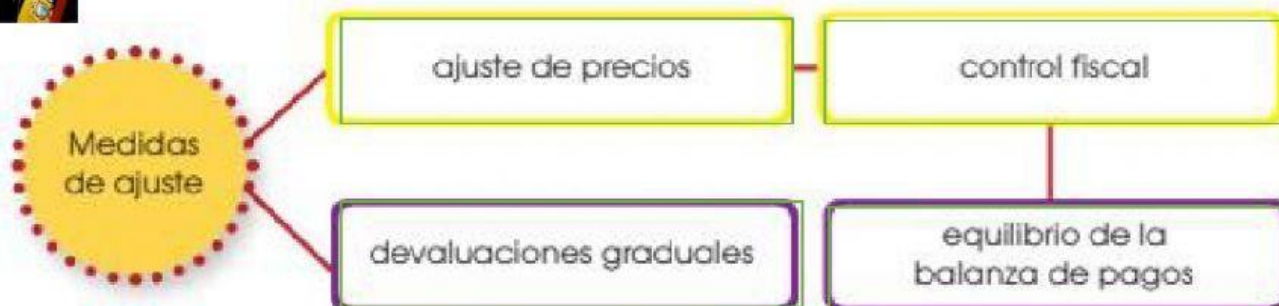 Medidas
de ajuste
ajuste de precios
control fiscal
devaluaciones graduales
equilibrio de la
balanza de pagos